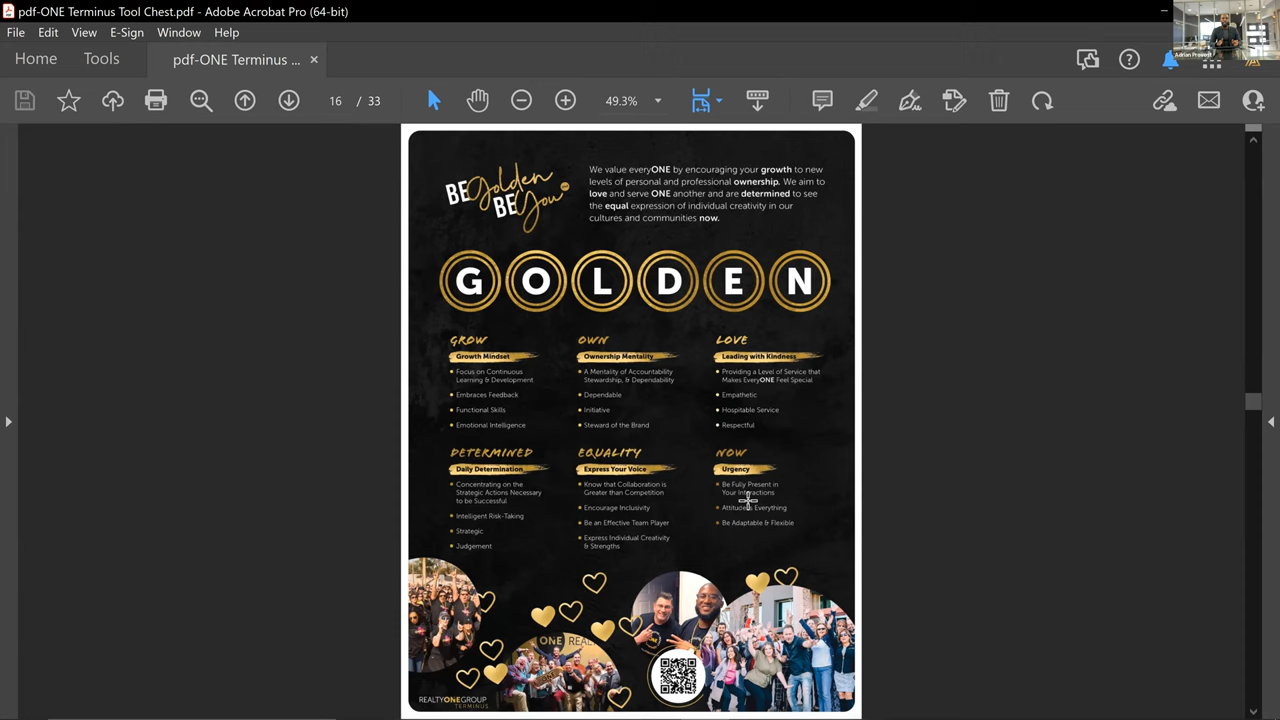 pdf-ONE Terminus Tool Chest.pdf - Adobe Acrobat Pro (64-bit)
File Edit View E-Sign Window Help
Home Tools pdf-ONE Terminus ... ×
16 / 33 49.3%
Adrian Provost
BE Golden
BE You
We value everyONE by encouraging your growth to new
levels of personal and professional ownership. We aim to
love and serve ONE another and are determined to see
the equal expression of individual creativity in our
cultures and communities now.
G O L D E N
GROW
Growth Mindset
Focus on Continuous
Learning & Development
Embraces Feedback
Functional Skills
Emotional Intelligence
OWN
Ownership Mentality
A Mentality of Accountability
Stewardship, & Dependability
Dependable
Initiative
Steward of the Brand
LOVE
Leading with Kindness
Providing a Level of Service that
Makes EveryONE Feel Special
Empathetic
Hospitable Service
Respectful
DETERMINED
Daily Determination
Concentrating on the
Strategic Actions Necessary
to be Successful
Intelligent Risk-Taking
Strategic
Judgement
EQUALITY
Express Your Voice
Know that Collaboration is
Greater than Competition
Encourage Inclusivity
Be an Effective Team Player
Express Individual Creativity
& Strengths
NOW
Urgency
Be Fully Present in
Your Interactions
Attitude is Everything
Be Adaptable & Flexible
ONE REAL
REALTYONEGROUP
TERMINUS